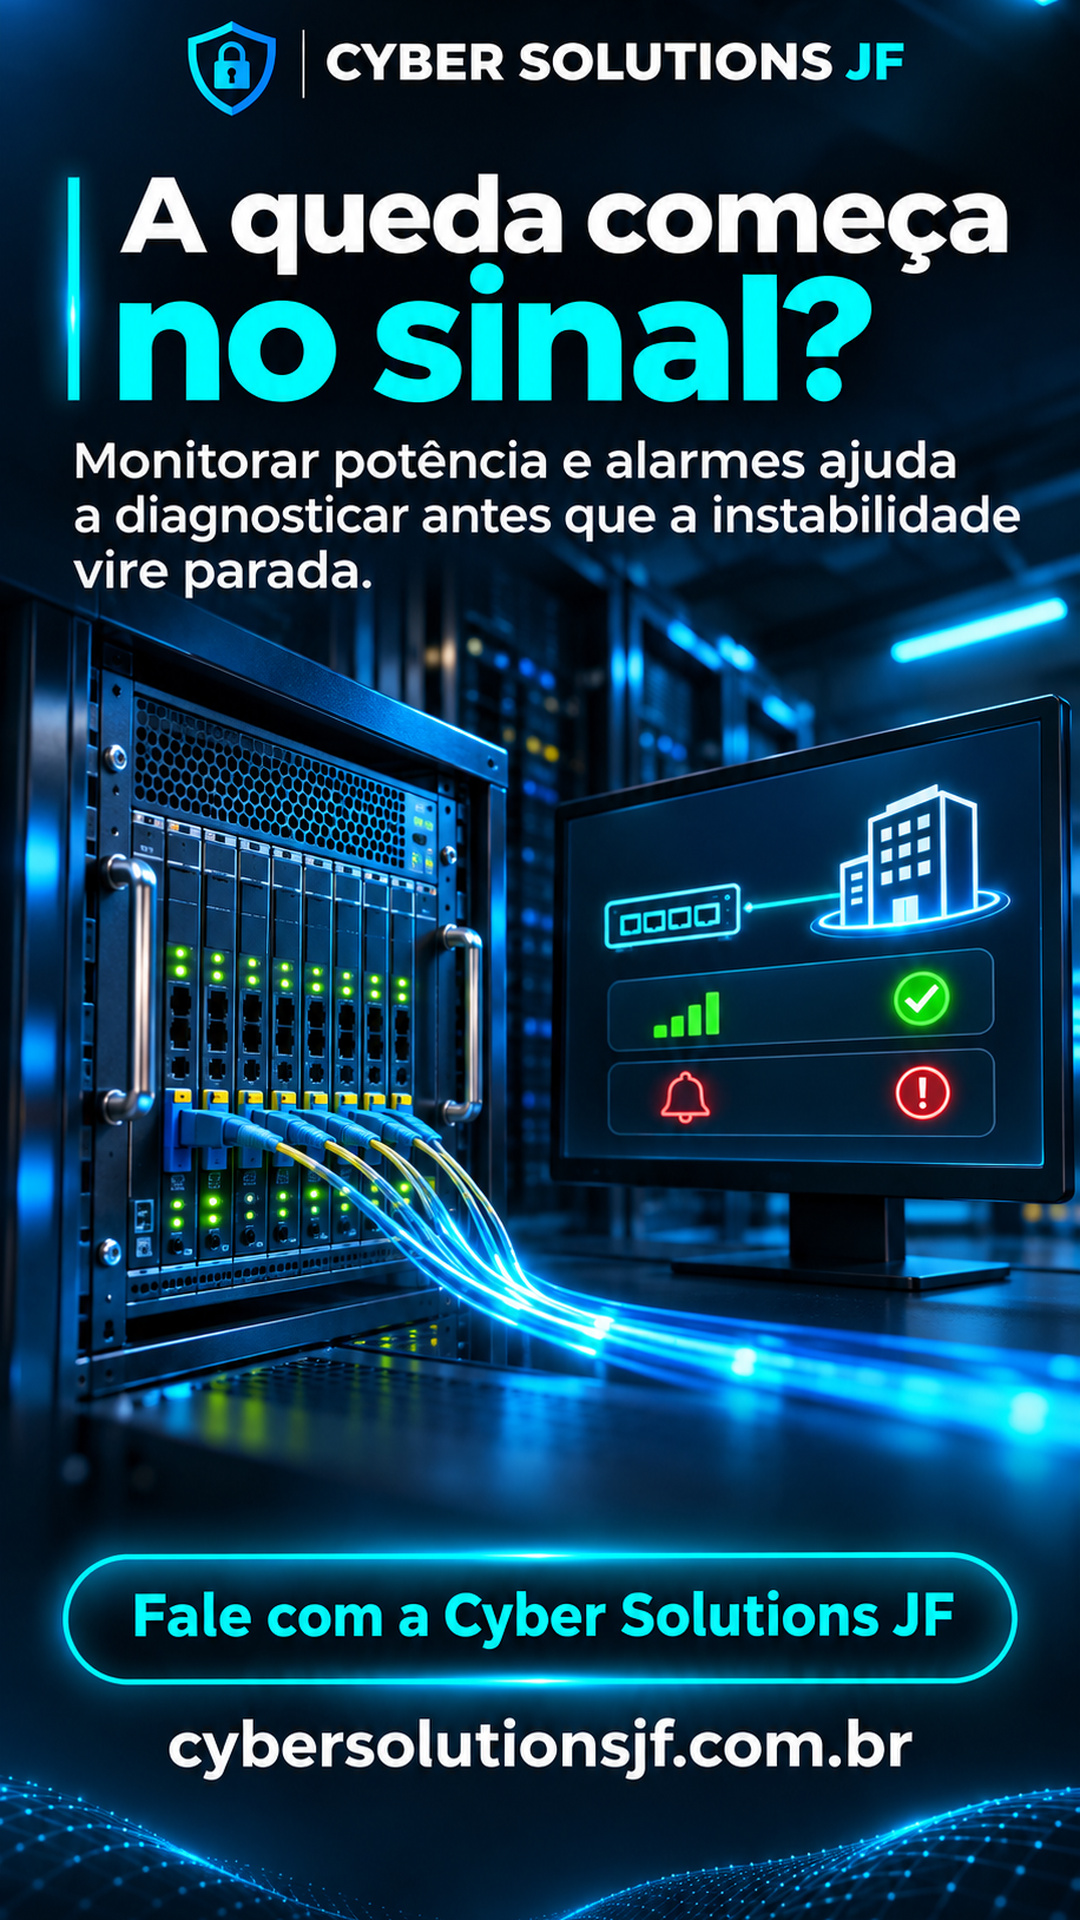 CYBER SOLUTIONS JF
A queda começa
no sinal?
Monitorar potência e alarmes ajuda
a diagnosticar antes que a instabilidade
vire parada.
Fale com a Cyber Solutions JF
cybersolutionsjf.com.br